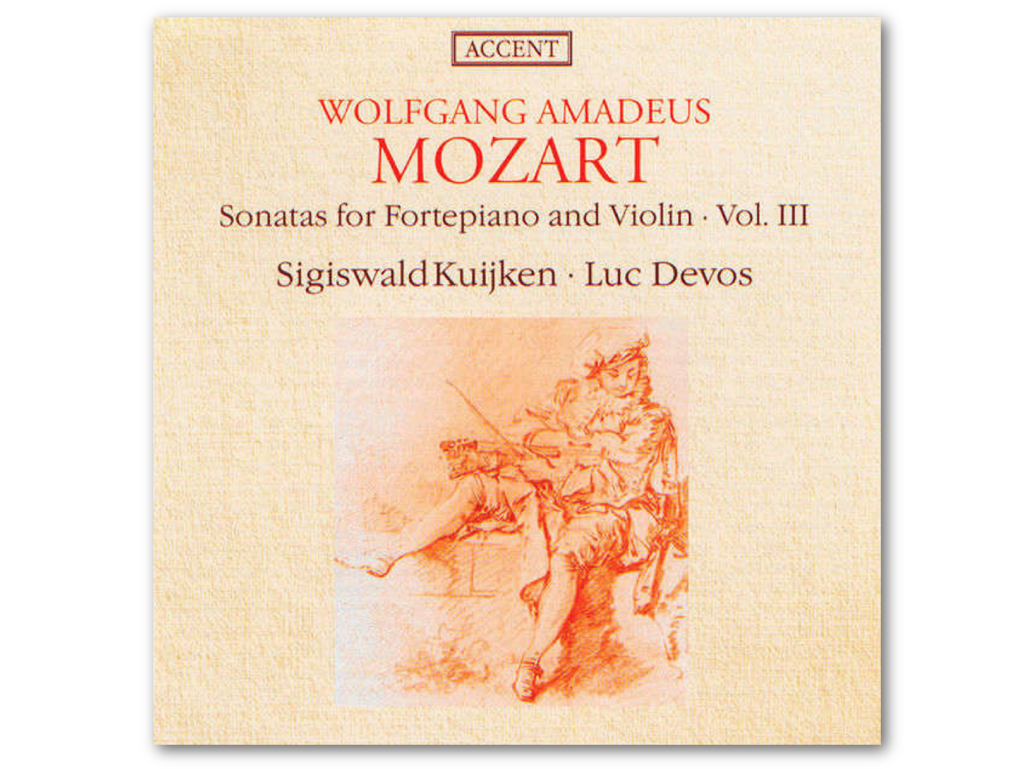 ACCENT
WOLFGANG AMADEUS
MOZART
Sonatas for Fortepiano and Violin · Vol. III
Sigiswald Kuijken · Luc Devos